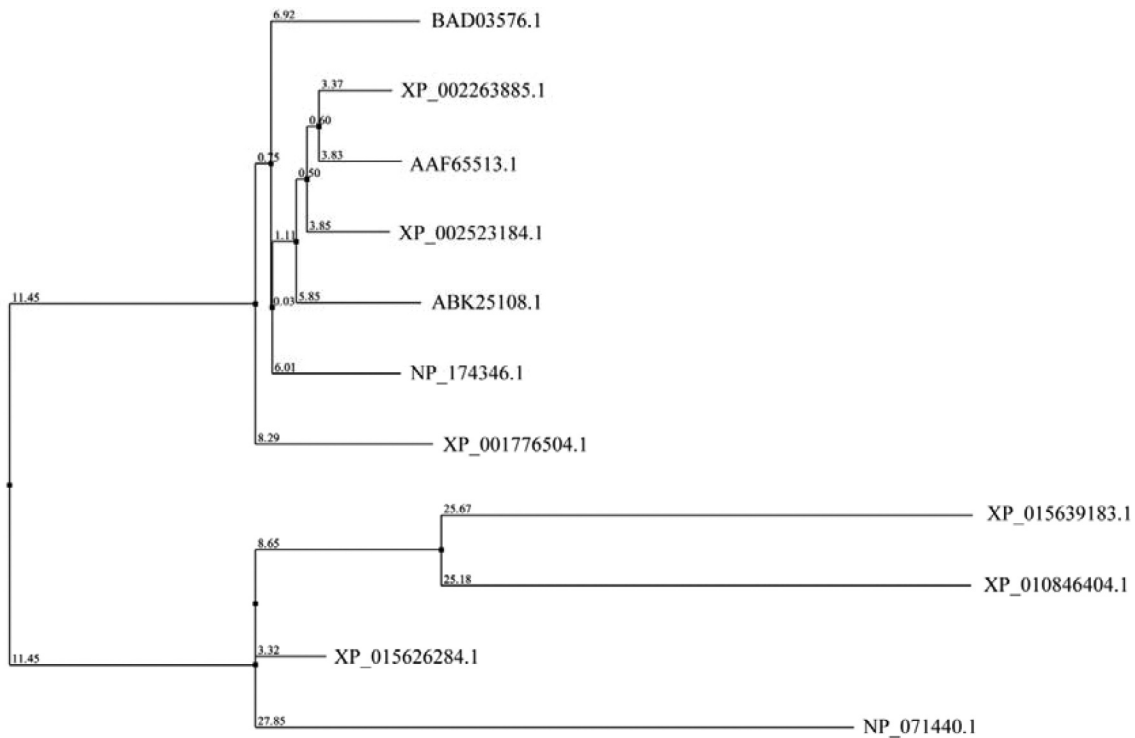 6.92
BAD03576.1
3.37
XP_002263885.1
0.60
0.75
3.83
AAF65513.1
0.50
3.85
XP_002523184.1
1.11
11.45
0.03
5.85
ABK25108.1
6.01
NP_174346.1
8.29
XP_001776504.1
25.67
XP_015639183.1
8.65
25.18
XP_010846404.1
3.32
XP_015626284.1
11.45
27.85
NP_071440.1